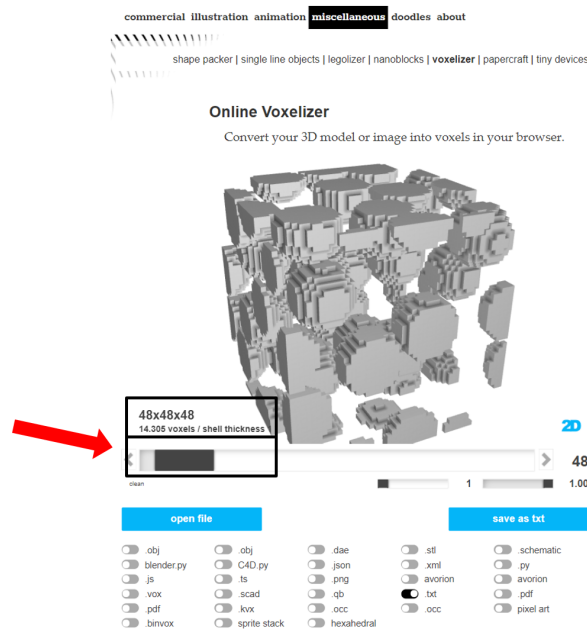 commercial illustration animation miscellaneous doodles about
shape packer | single line objects | legolizer | nanoblocks | voxelizer | papercraft | tiny devices
Online Voxelizer
Convert your 3D model or image into voxels in your browser.
48x48x48
14.305 voxels / shell thickness
2D
48
clean
1
1.00
open file
save as txt
.obj .obj .dae .stl .schematic
blender.py C4D.py .json .xml .py
.js .ts .png avorion avorion
.vox .scad .qb .txt .pdf
.pdf .kvx .occ .occ pixel art
.binvox sprite stack hexahedral